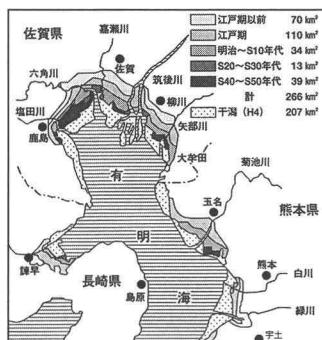 佐賀県
嘉瀬川
佐賀
六角川
筑後川
塩田川
柳川
鹿島
矢部川
大牟田
菊池川
玉名
熊本県
有
明
海
諫早
長崎県
島原
熊本
白川
緑川
宇土
江戸期以前 70 km²
江戸期 110 km²
明治～S10年代 34 km²
S20～S30年代 13 km²
S40～S50年代 39 km²
計 266 km²
干潟（H4） 207 km²